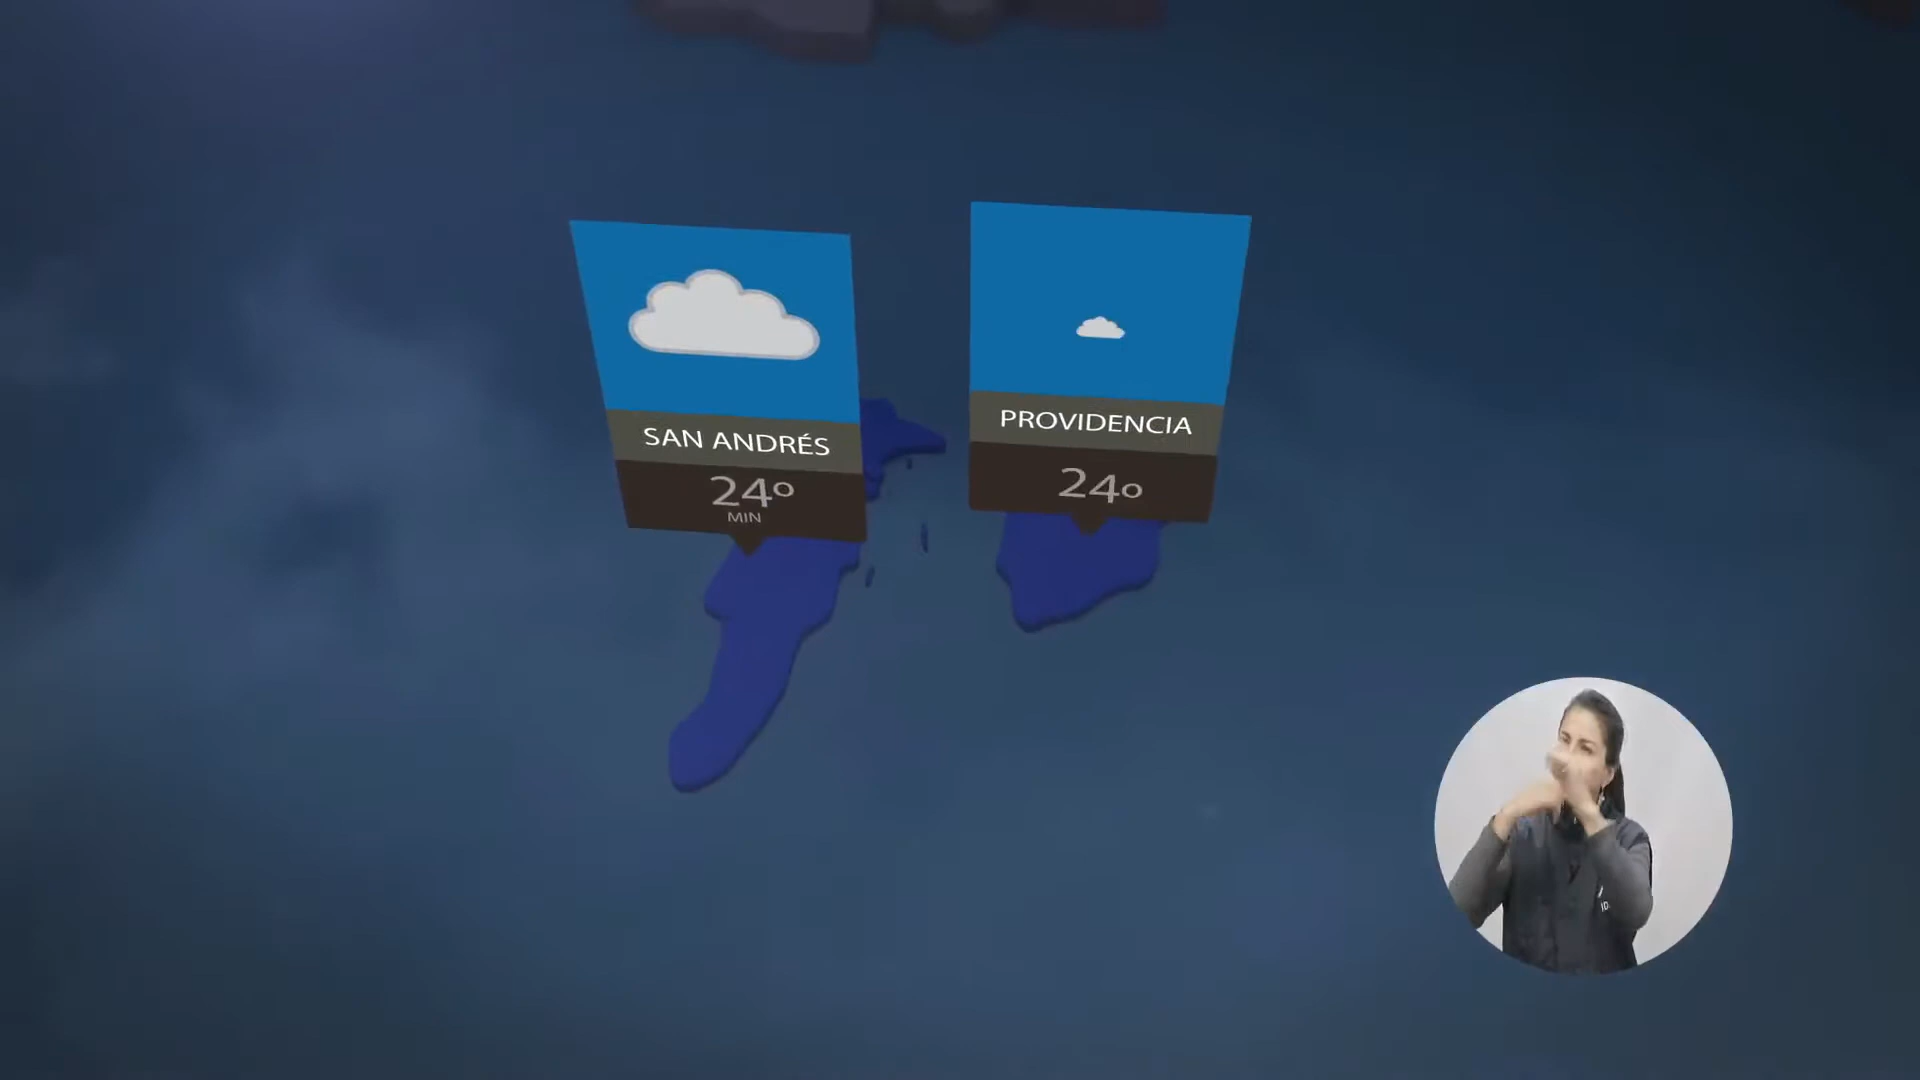 SAN ANDRÉS
24º
MIN
PROVIDENCIA
24º